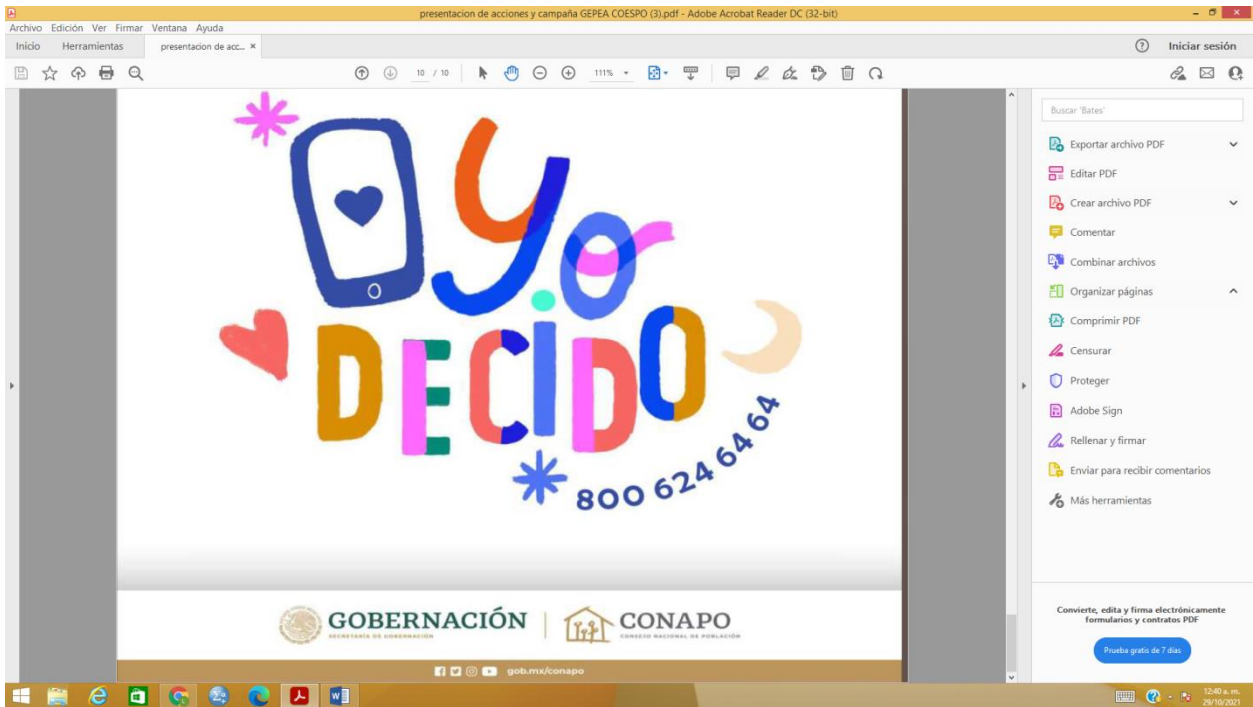 presentacion de acciones y campaña GEPEA COESPO (3).pdf - Adobe Acrobat Reader DC (32-bit)
Archivo Edición Ver Firmar Ventana Ayuda
Inicio Herramientas presentacion de acc... × Iniciar sesión
10 / 10 111%
Buscar 'Bates'
Exportar archivo PDF
Editar PDF
Crear archivo PDF
Comentar
Combinar archivos
Organizar páginas
Comprimir PDF
Censurar
Proteger
Adobe Sign
Rellenar y firmar
Enviar para recibir comentarios
Más herramientas
Convierte, edita y firma electrónicamente
formularios y contratos PDF
Prueba gratis de 7 días
yo
DECIDO
800 624 64 64
GOBERNACIÓN
SECRETARÍA DE GOBERNACIÓN
CONAPO
CONSEJO NACIONAL DE POBLACIÓN
gob.mx/conapo
12:40 a. m.
29/10/2021